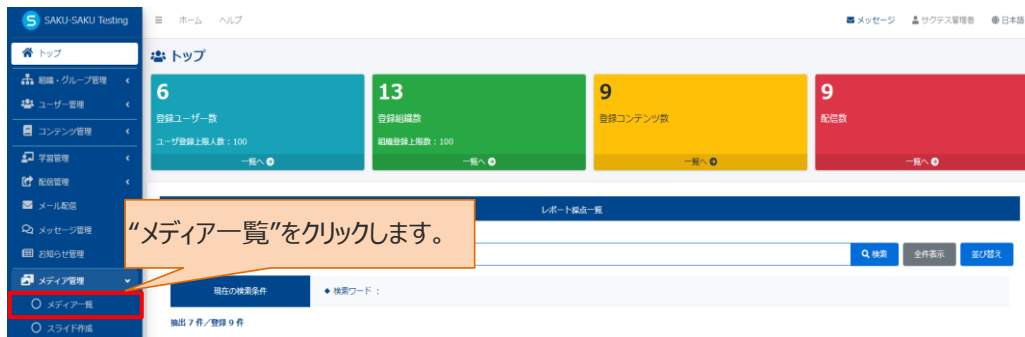 SAKU-SAKU Testing
ホーム ヘルプ
メッセージ サクテス管理者 日本語
トップ
組織・グループ管理
ユーザー管理
コンテンツ管理
学習管理
配信管理
メール配信
メッセージ管理
お知らせ管理
メディア管理
メディア一覧
スライド作成
トップ
6
登録ユーザー数
ユーザ登録上限人数：100
一覧へ
13
登録組織数
組織登録上限数：100
一覧へ
9
登録コンテンツ数
一覧へ
9
配信数
一覧へ
レポート採点一覧
“メディア一覧”をクリックします。
検索 全件表示 並び替え
現在の検索条件 ◆ 検索ワード：
抽出 7 件／登録 9 件